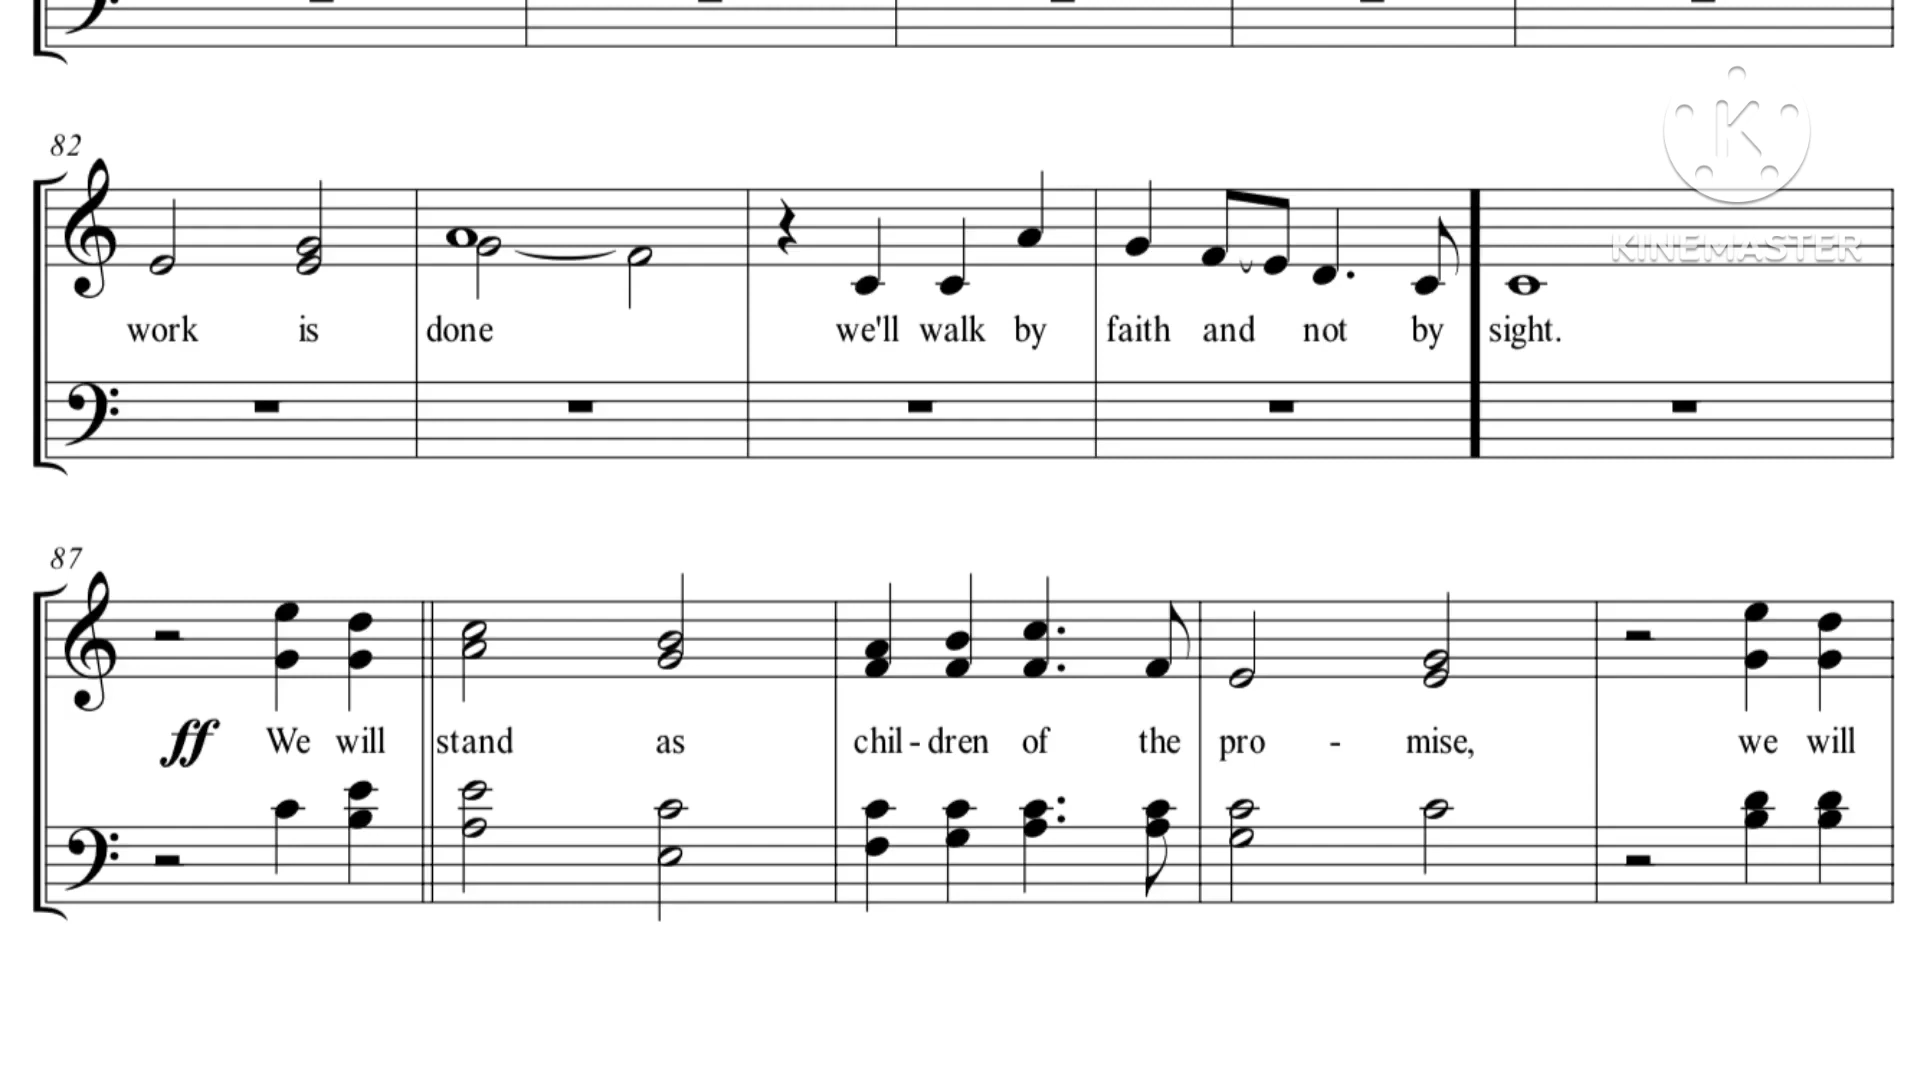 82
K
KINEMASTER
work is done we'll walk by faith and not by sight.
87
ff We will stand as chil - dren of the pro - mise, we will